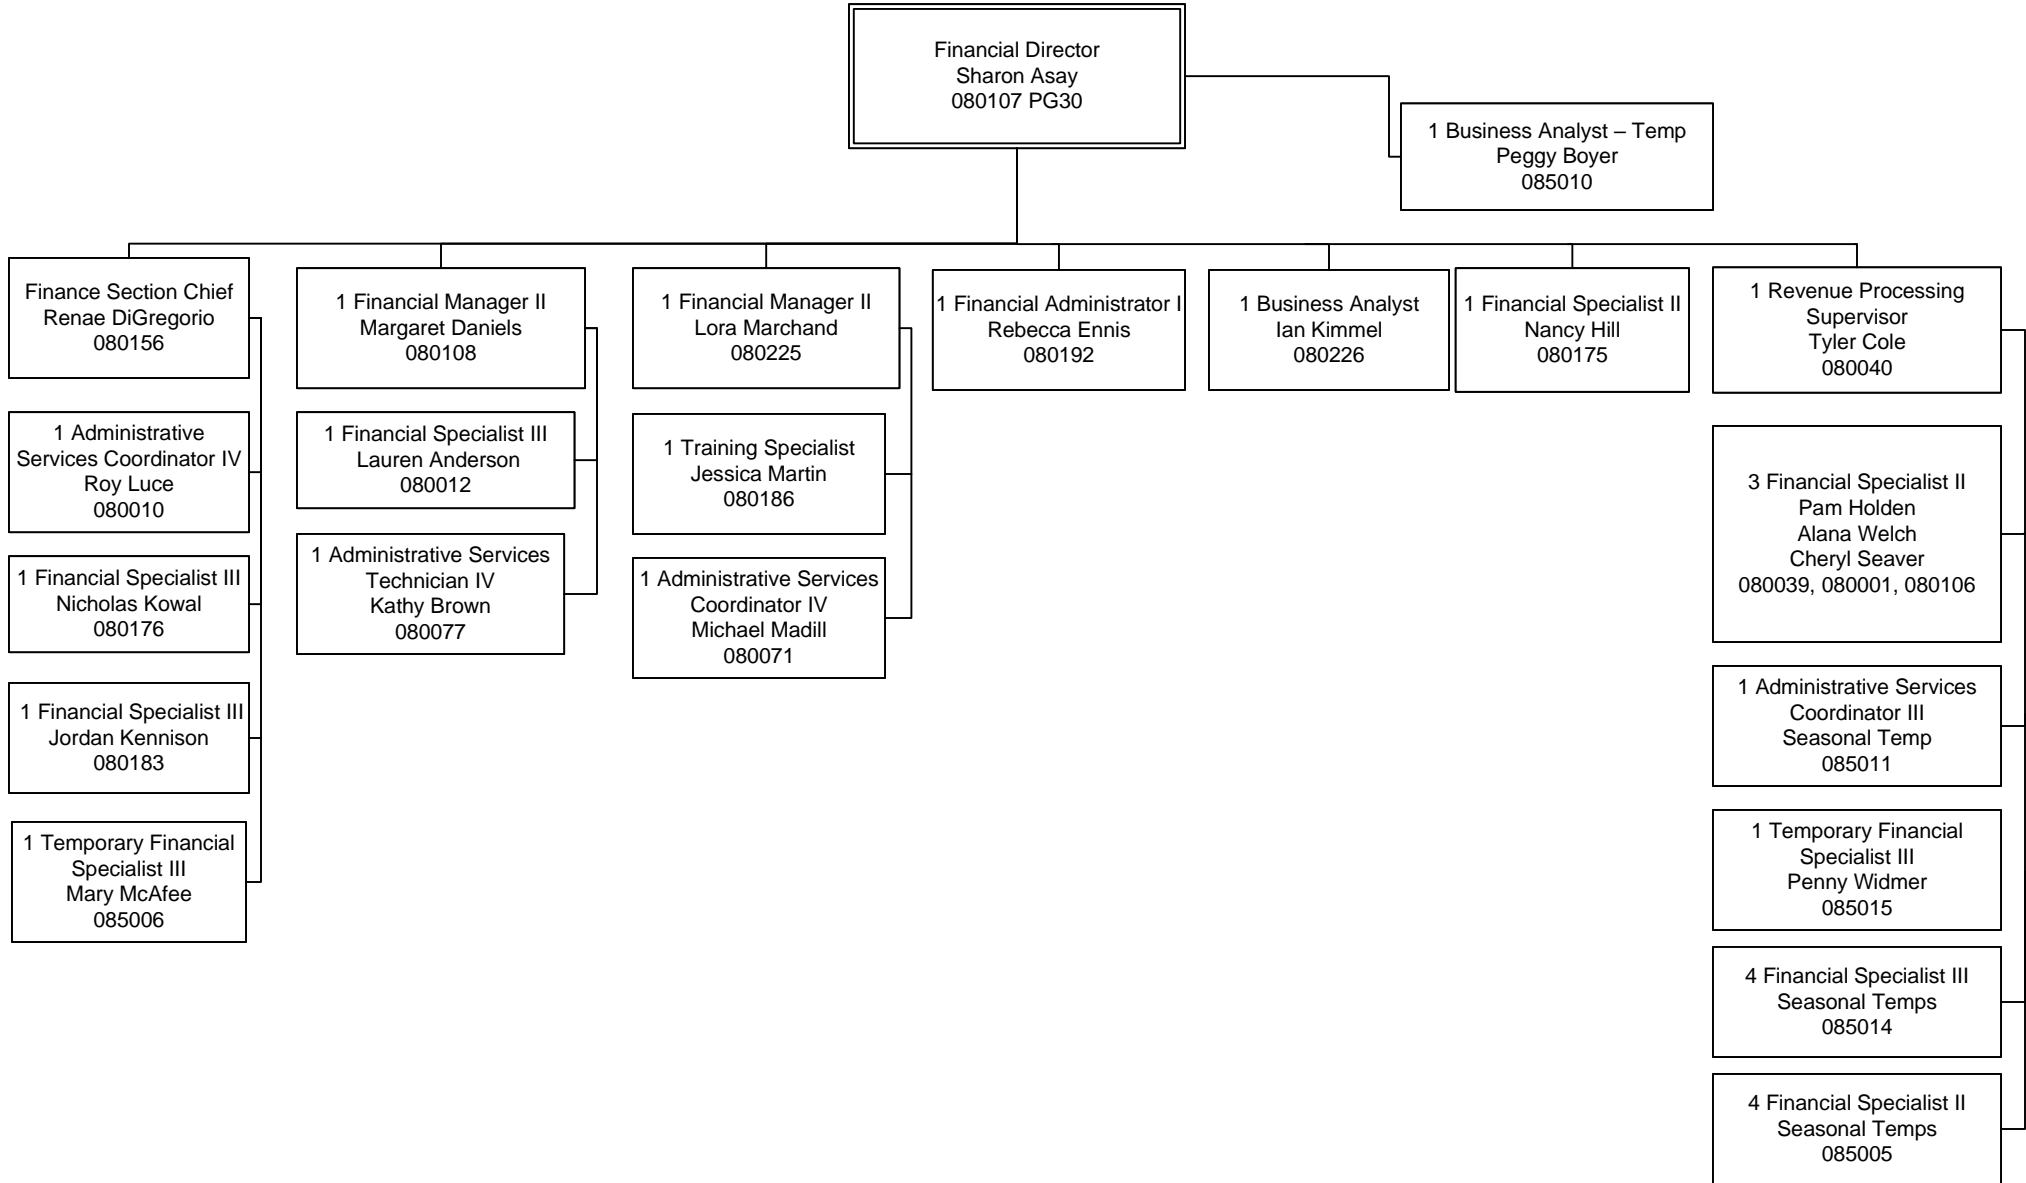 Financial Director
Sharon Asay
080107 PG30
1 Business Analyst – Temp
Peggy Boyer
085010
Finance Section Chief
Renae DiGregorio
080156
1 Administrative
Services Coordinator IV
Roy Luce
080010
1 Financial Specialist III
Nicholas Kowal
080176
1 Financial Specialist III
Jordan Kennison
080183
1 Temporary Financial
Specialist III
Mary McAfee
085006
1 Financial Manager II
Margaret Daniels
080108
1 Financial Specialist III
Lauren Anderson
080012
1 Administrative Services
Technician IV
Kathy Brown
080077
1 Financial Manager II
Lora Marchand
080225
1 Training Specialist
Jessica Martin
080186
1 Administrative Services
Coordinator IV
Michael Madill
080071
1 Financial Administrator I
Rebecca Ennis
080192
1 Business Analyst
Ian Kimmel
080226
1 Financial Specialist II
Nancy Hill
080175
1 Revenue Processing
Supervisor
Tyler Cole
080040
3 Financial Specialist II
Pam Holden
Alana Welch
Cheryl Seaver
080039, 080001, 080106
1 Administrative Services
Coordinator III
Seasonal Temp
085011
1 Temporary Financial
Specialist III
Penny Widmer
085015
4 Financial Specialist III
Seasonal Temps
085014
4 Financial Specialist II
Seasonal Temps
085005